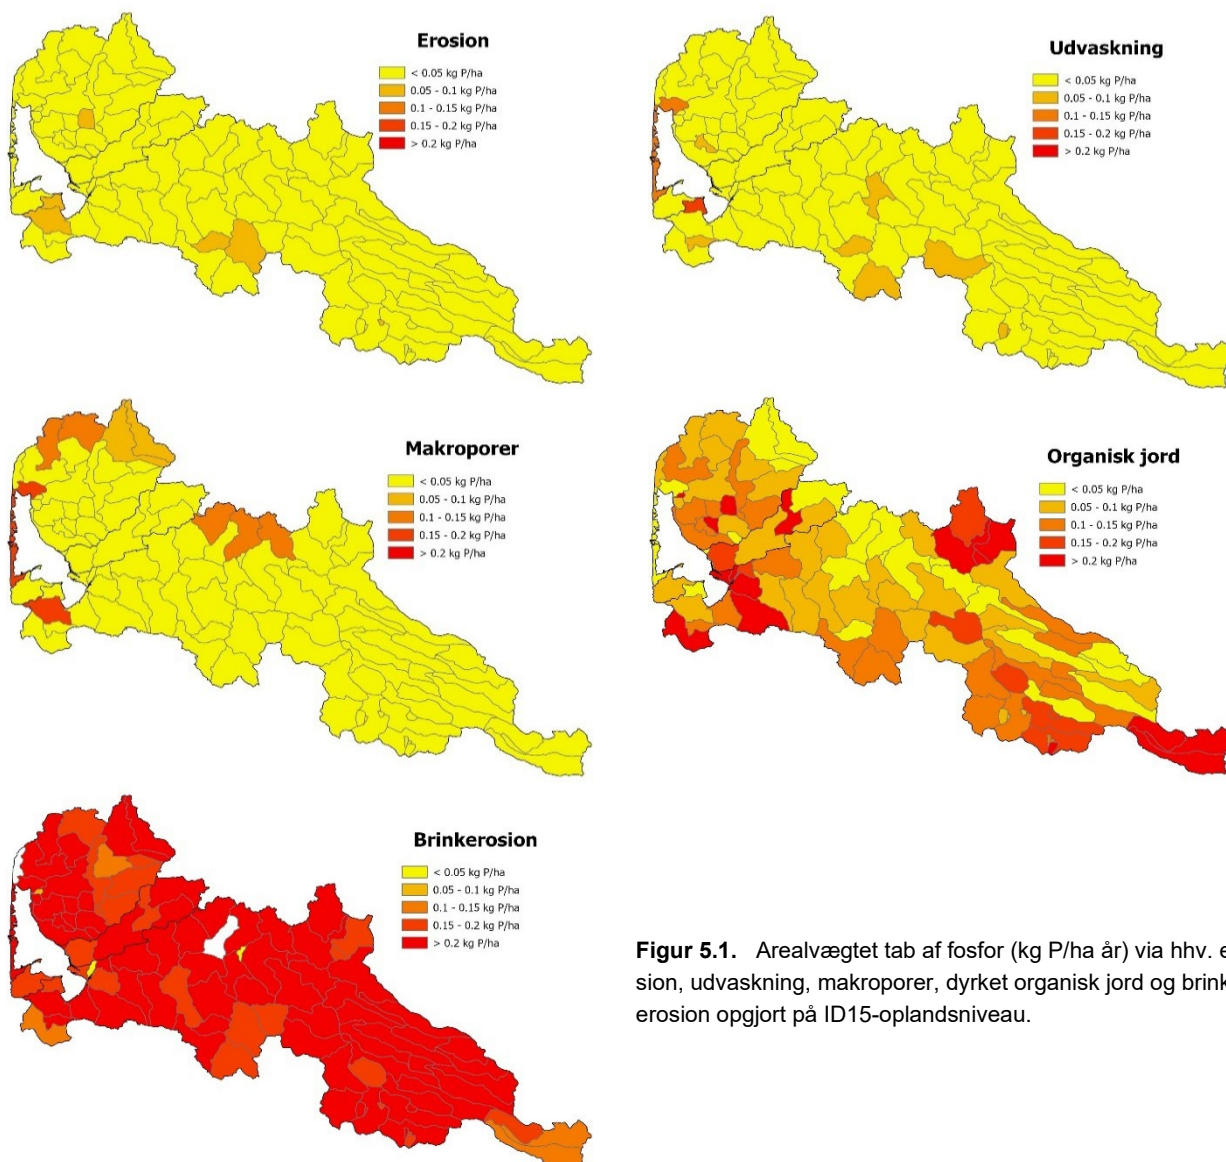 Erosion
< 0.05 kg P/ha
0.05 - 0.1 kg P/ha
0.1 - 0.15 kg P/ha
0.15 - 0.2 kg P/ha
> 0.2 kg P/ha
Udvaskning
< 0.05 kg P/ha
0.05 - 0.1 kg P/ha
0.1 - 0.15 kg P/ha
0.15 - 0.2 kg P/ha
> 0.2 kg P/ha
Makroporer
< 0.05 kg P/ha
0.05 - 0.1 kg P/ha
0.1 - 0.15 kg P/ha
0.15 - 0.2 kg P/ha
> 0.2 kg P/ha
Organisk jord
< 0.05 kg P/ha
0.05 - 0.1 kg P/ha
0.1 - 0.15 kg P/ha
0.15 - 0.2 kg P/ha
> 0.2 kg P/ha
Brinkerosion
< 0.05 kg P/ha
0.05 - 0.1 kg P/ha
0.1 - 0.15 kg P/ha
0.15 - 0.2 kg P/ha
> 0.2 kg P/ha
Figur 5.1. Arealvægtet tab af fosfor (kg P/ha år) via hhv. e
sion, udvaskning, makroporer, dyrket organisk jord og brink
erosion opgjort på ID15-oplandsniveau.